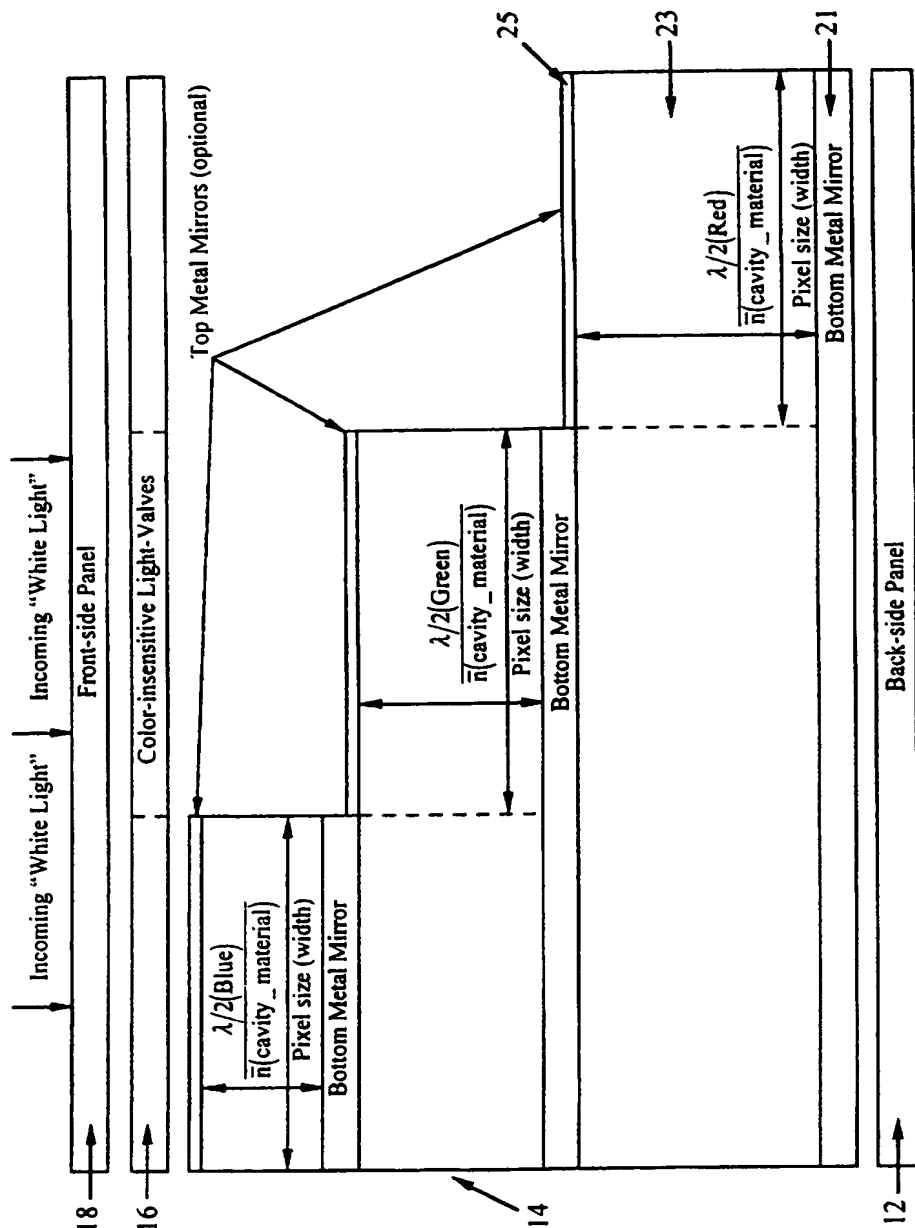 Incoming "White Light"
Incoming "White Light"
18
Front-side Panel
16
Color-insensitive Light-Valves
Top Metal Mirrors (optional)
λ/2(Blue)
n̅(cavity_material)
Pixel size (width)
Bottom Metal Mirror
λ/2(Green)
n̅(cavity_material)
Pixel size (width)
Bottom Metal Mirror
25
λ/2(Red)
n̅(cavity_material)
23
Pixel size (width)
Bottom Metal Mirror
21
14
12
Back-side Panel